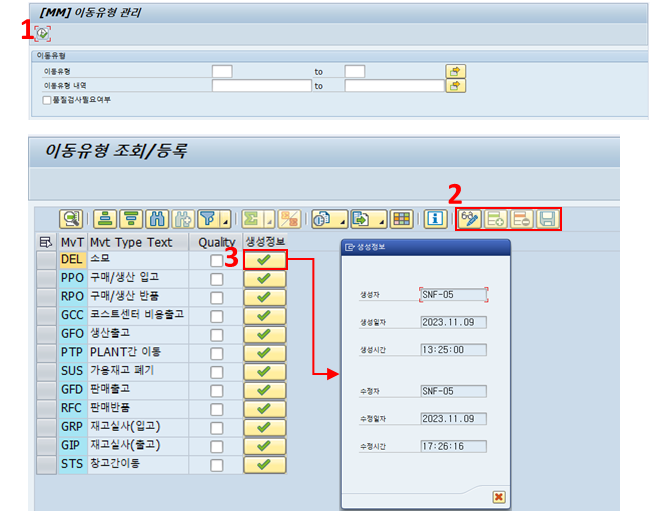 [MM] 이동유형 관리
1
이동유형
이동유형 to
이동유형 내역 to
품질검사필요여부
이동유형 조회/등록
2
MvT Mvt Type Text Quality 생성정보
3
DEL 소모
PPO 구매/생산 입고
RPO 구매/생산 반품
GCC 코스트센터 비용출고
GFO 생산출고
PTP PLANT간 이동
SUS 가용재고 폐기
GFD 판매출고
RFC 판매반품
GRP 재고실사(입고)
GIP 재고실사(출고)
STS 창고간이동
생성정보
생성자 SNF-05
생성일자 2023.11.09
생성시간 13:25:00
수정자 SNF-05
수정일자 2023.11.09
수정시간 17:26:16